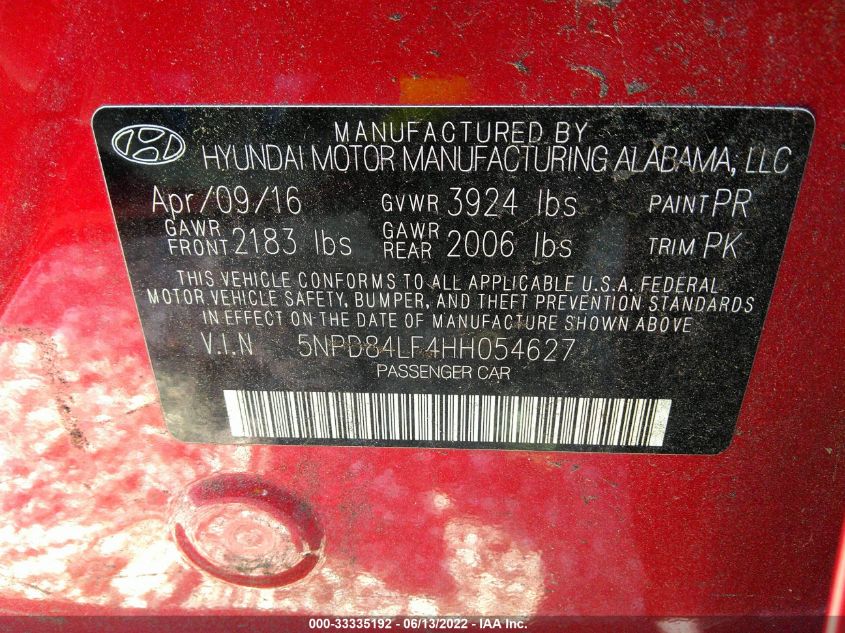 MANUFACTURED BY
HYUNDAI MOTOR MANUFACTURING ALABAMA, LLC
Apr/09/16 GVWR 3924 lbs PAINT PR
GAWR FRONT 2183 lbs GAWR REAR 2006 lbs TRIM PK
THIS VEHICLE CONFORMS TO ALL APPLICABLE U.S.A. FEDERAL
MOTOR VEHICLE SAFETY, BUMPER, AND THEFT PREVENTION STANDARDS
IN EFFECT ON THE DATE OF MANUFACTURE SHOWN ABOVE
V.I.N 5NPD84LF4HH054627
PASSENGER CAR
000-33335192 - 06/13/2022 - IAA Inc.